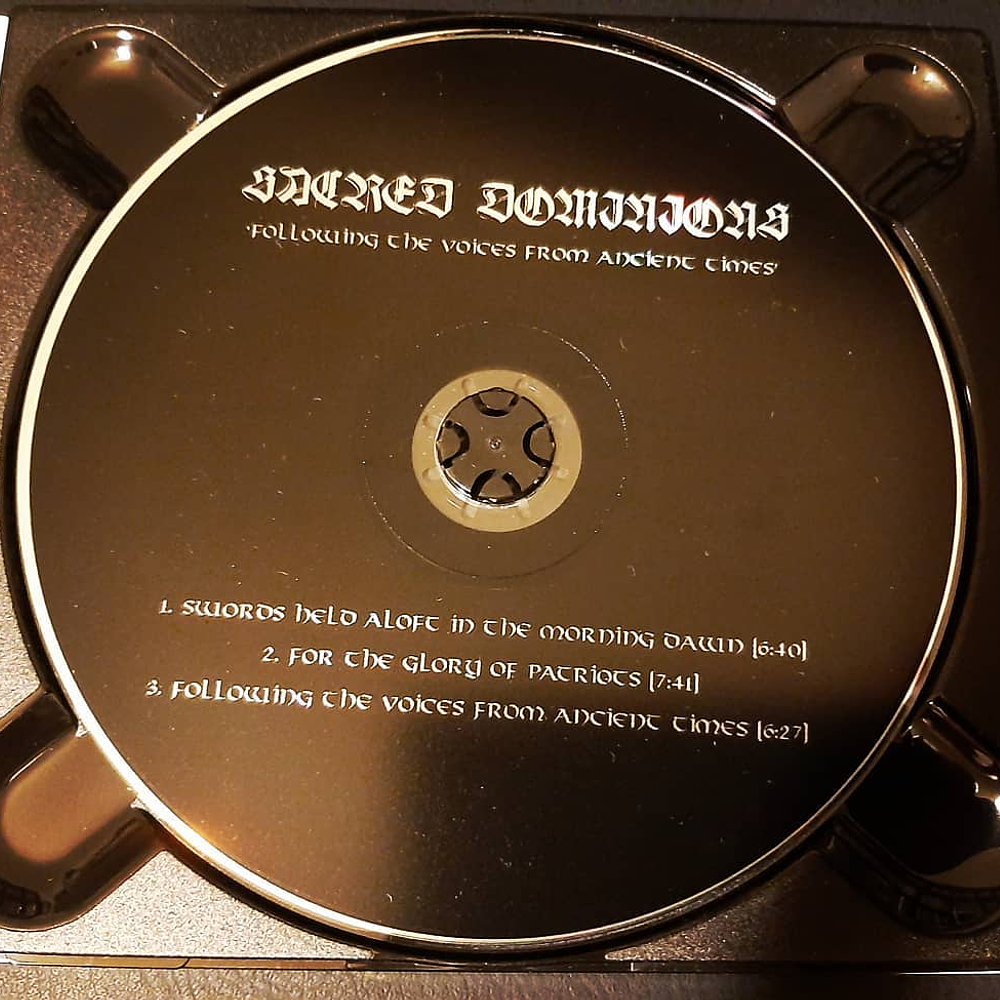 SACRED DOMINIONS
'FOLLOWING THE VOICES FROM ANCIENT TIMES'
1. SWORDS HELD ALOFT IN THE MORNING DAWN [6:40]
2. FOR THE GLORY OF PATRIOTS [7:41]
3. FOLLOWING THE VOICES FROM ANCIENT TIMES [6:27]